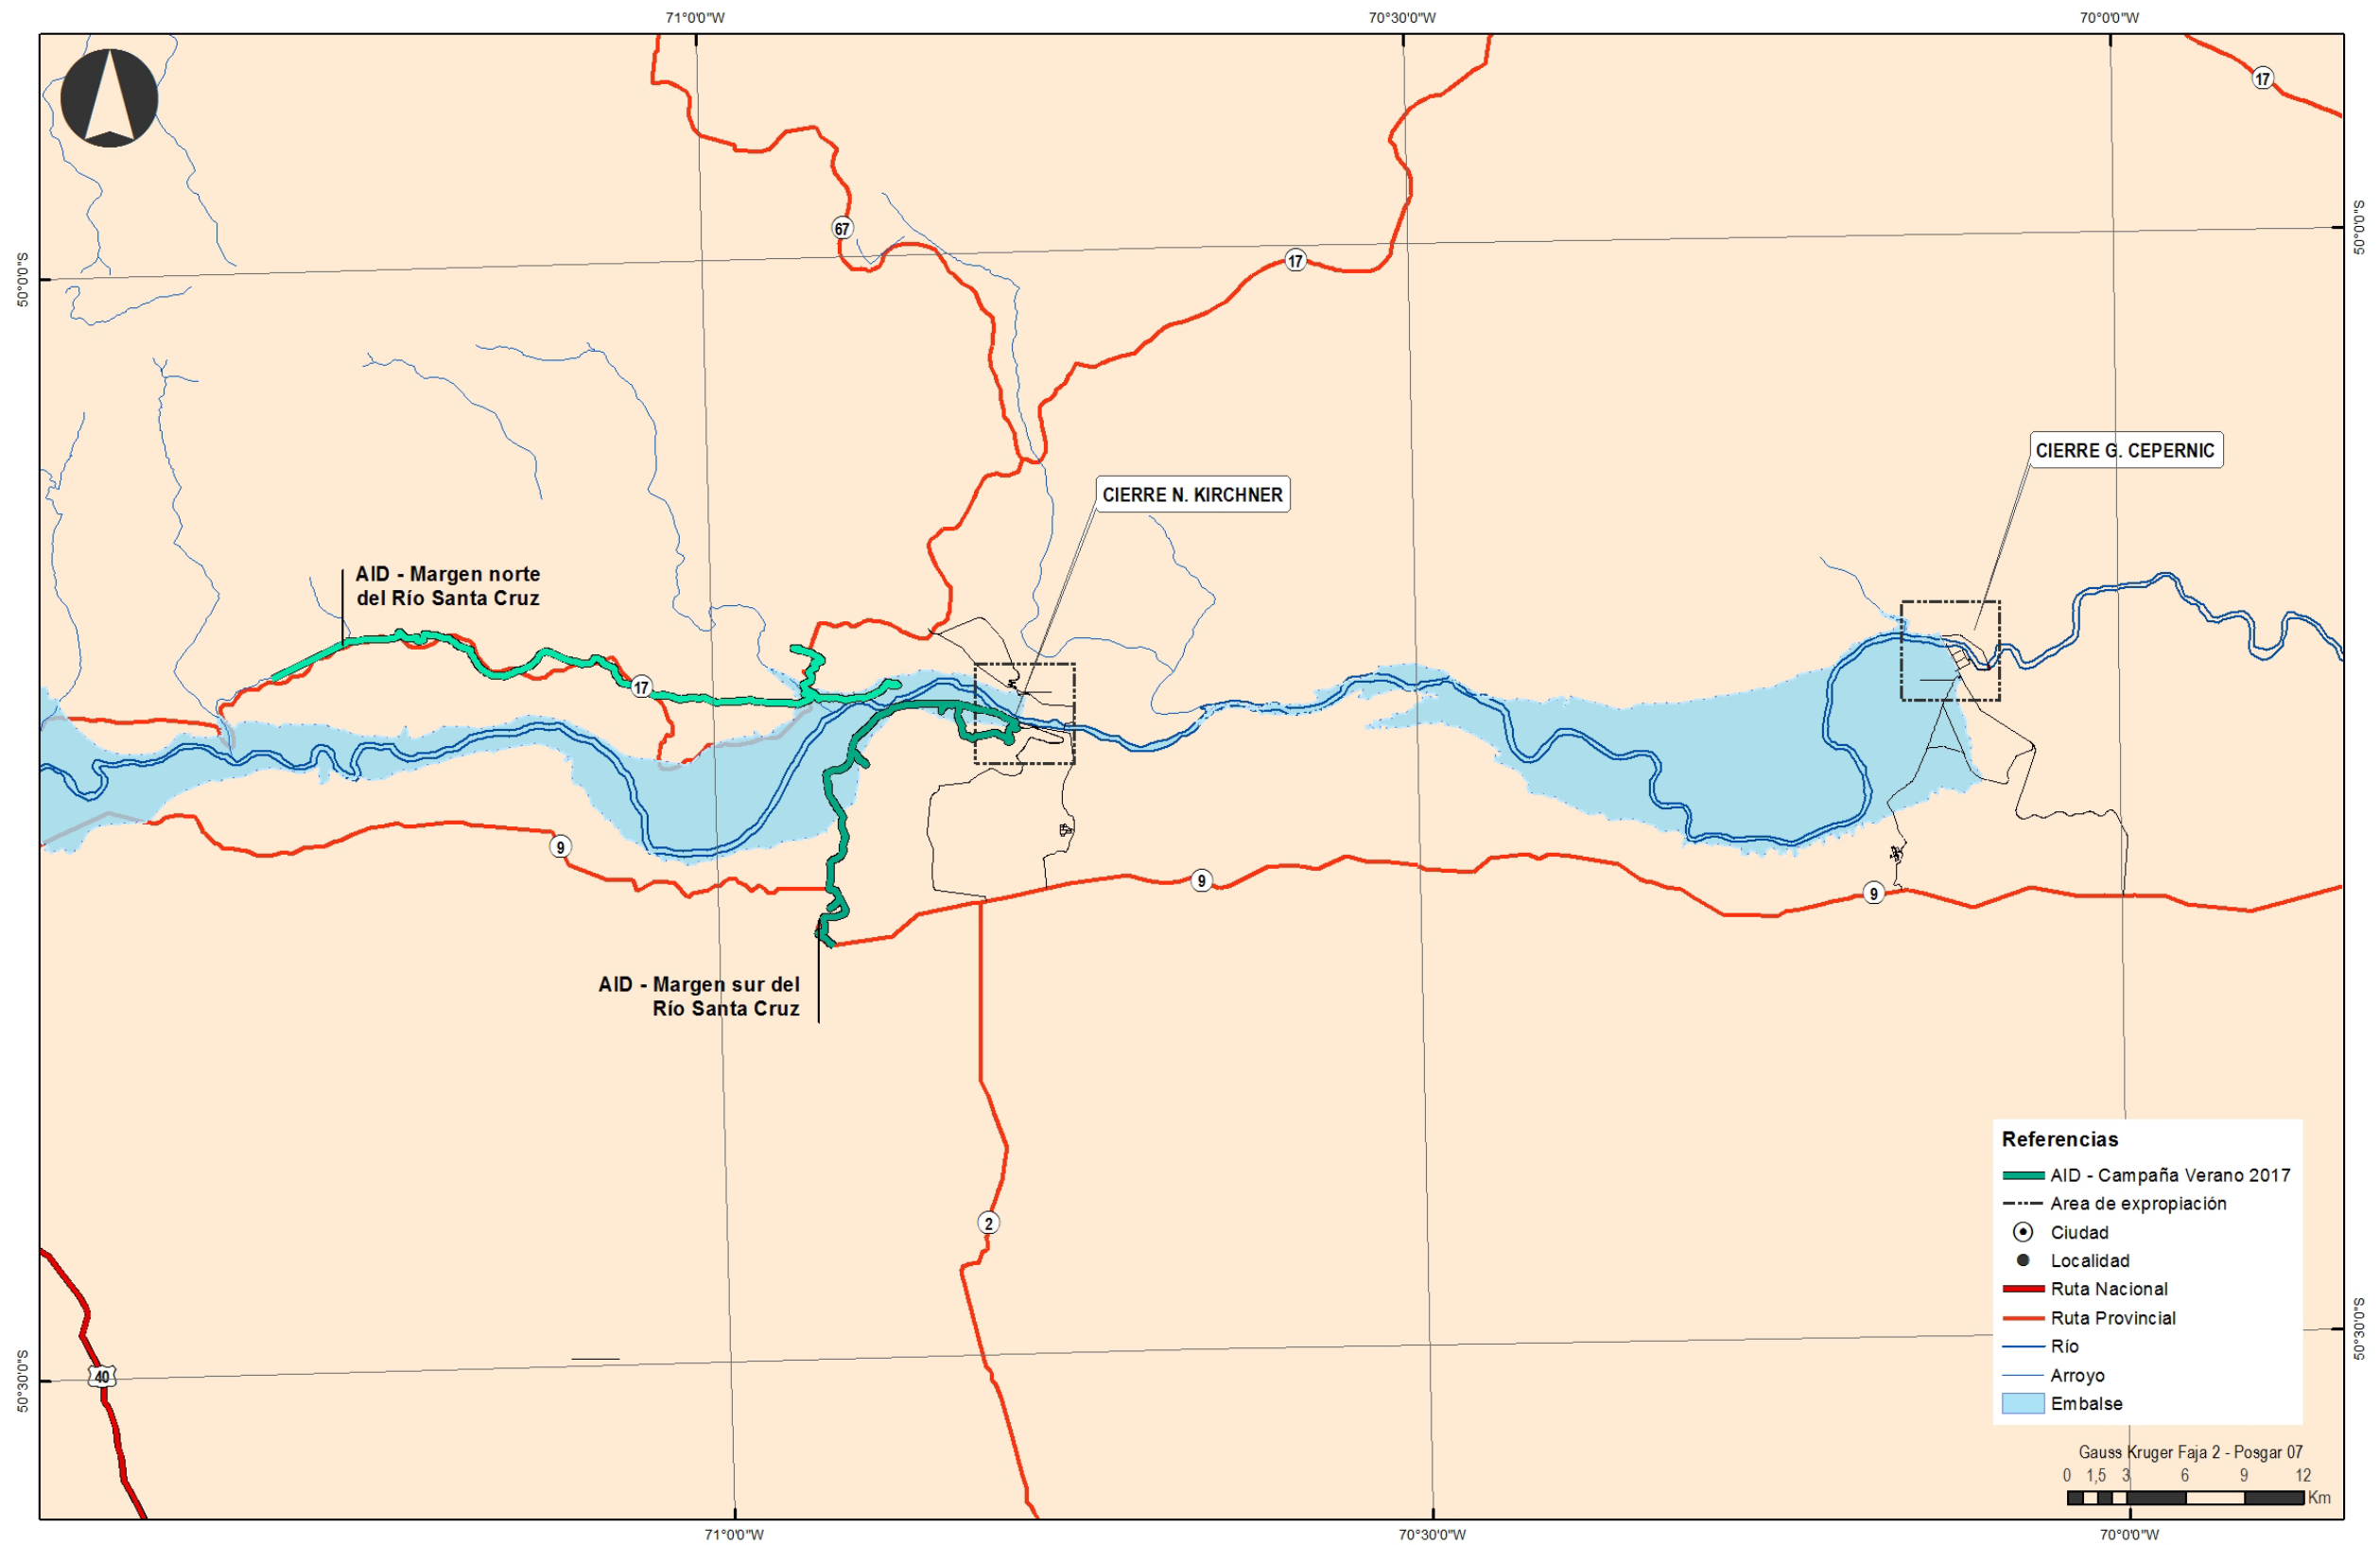 71°0'0"W
70°30'0"W
70°0'0"W
17
67
50°0'0"S
50°0'0"S
17
CIERRE G. CEPERNIC
CIERRE N. KIRCHNER
AID - Margen norte
del Río Santa Cruz
17
9
9
9
AID - Margen sur del
Río Santa Cruz
2
40
50°30'0"S
50°30'0"S
Referencias
AID - Campaña Verano 2017
Area de expropiación
Ciudad
Localidad
Ruta Nacional
Ruta Provincial
Río
Arroyo
Embalse
Gauss Kruger Faja 2 - Posgar 07
0 1,5 3 6 9 12
Km
71°0'0"W
70°30'0"W
70°0'0"W